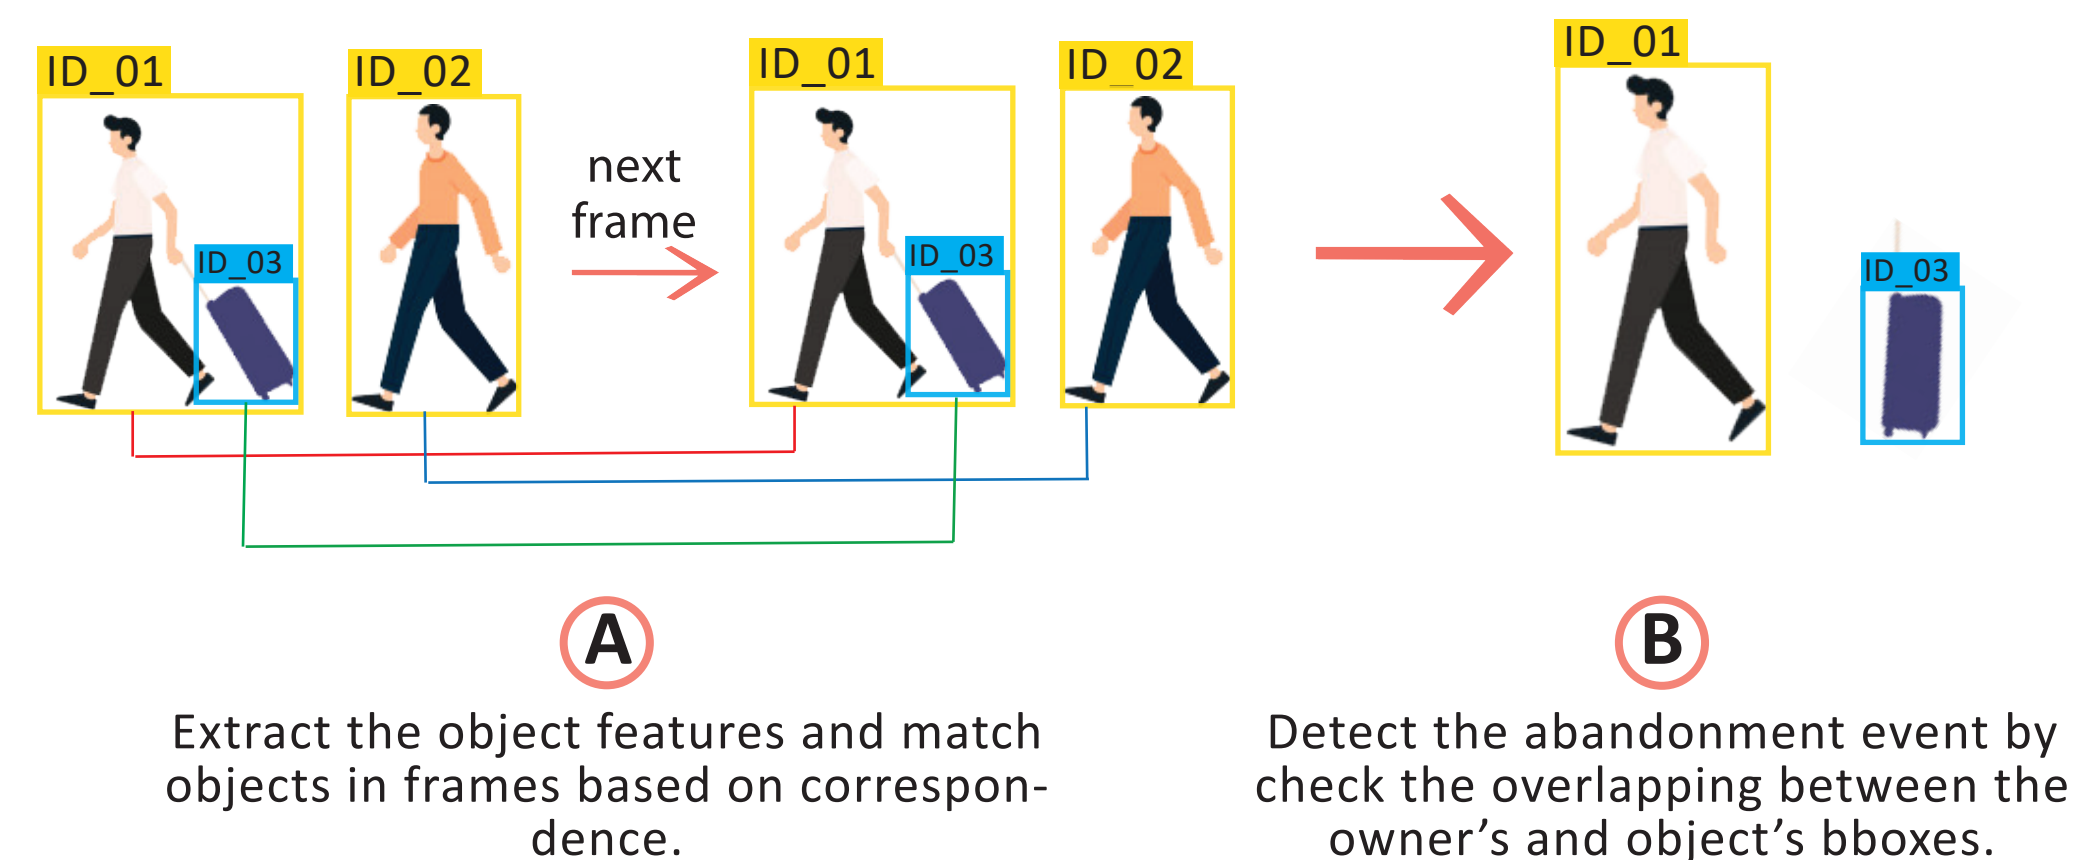 ID_01
ID_02
ID_03
next
frame
ID_01
ID_02
ID_03
ID_01
ID_03
A
Extract the object features and match
objects in frames based on correspon-
dence.
B
Detect the abandonment event by
check the overlapping between the
owner’s and object’s bboxes.